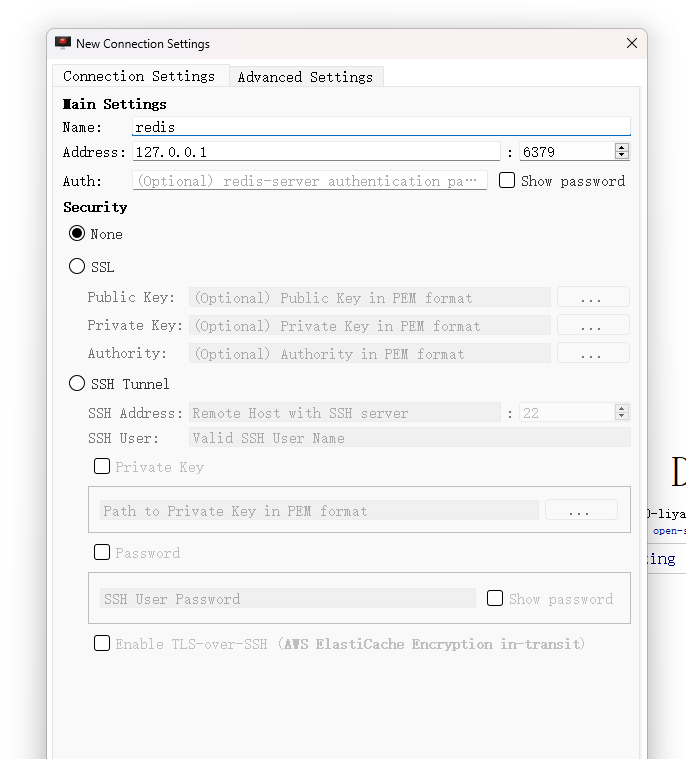 New Connection Settings
Connection Settings Advanced Settings
Main Settings
Name: redis
Address: 127.0.0.1 : 6379
Auth: (Optional) redis-server authentication pa··· Show password
Security
None
SSL
Public Key: (Optional) Public Key in PEM format ...
Private Key: (Optional) Private Key in PEM format ...
Authority: (Optional) Authority in PEM format ...
SSH Tunnel
SSH Address: Remote Host with SSH server : 22
SSH User: Valid SSH User Name
Private Key
Path to Private Key in PEM format ...
Password
SSH User Password Show password
Enable TLS-over-SSH (AWS ElastiCache Encryption in-transit)